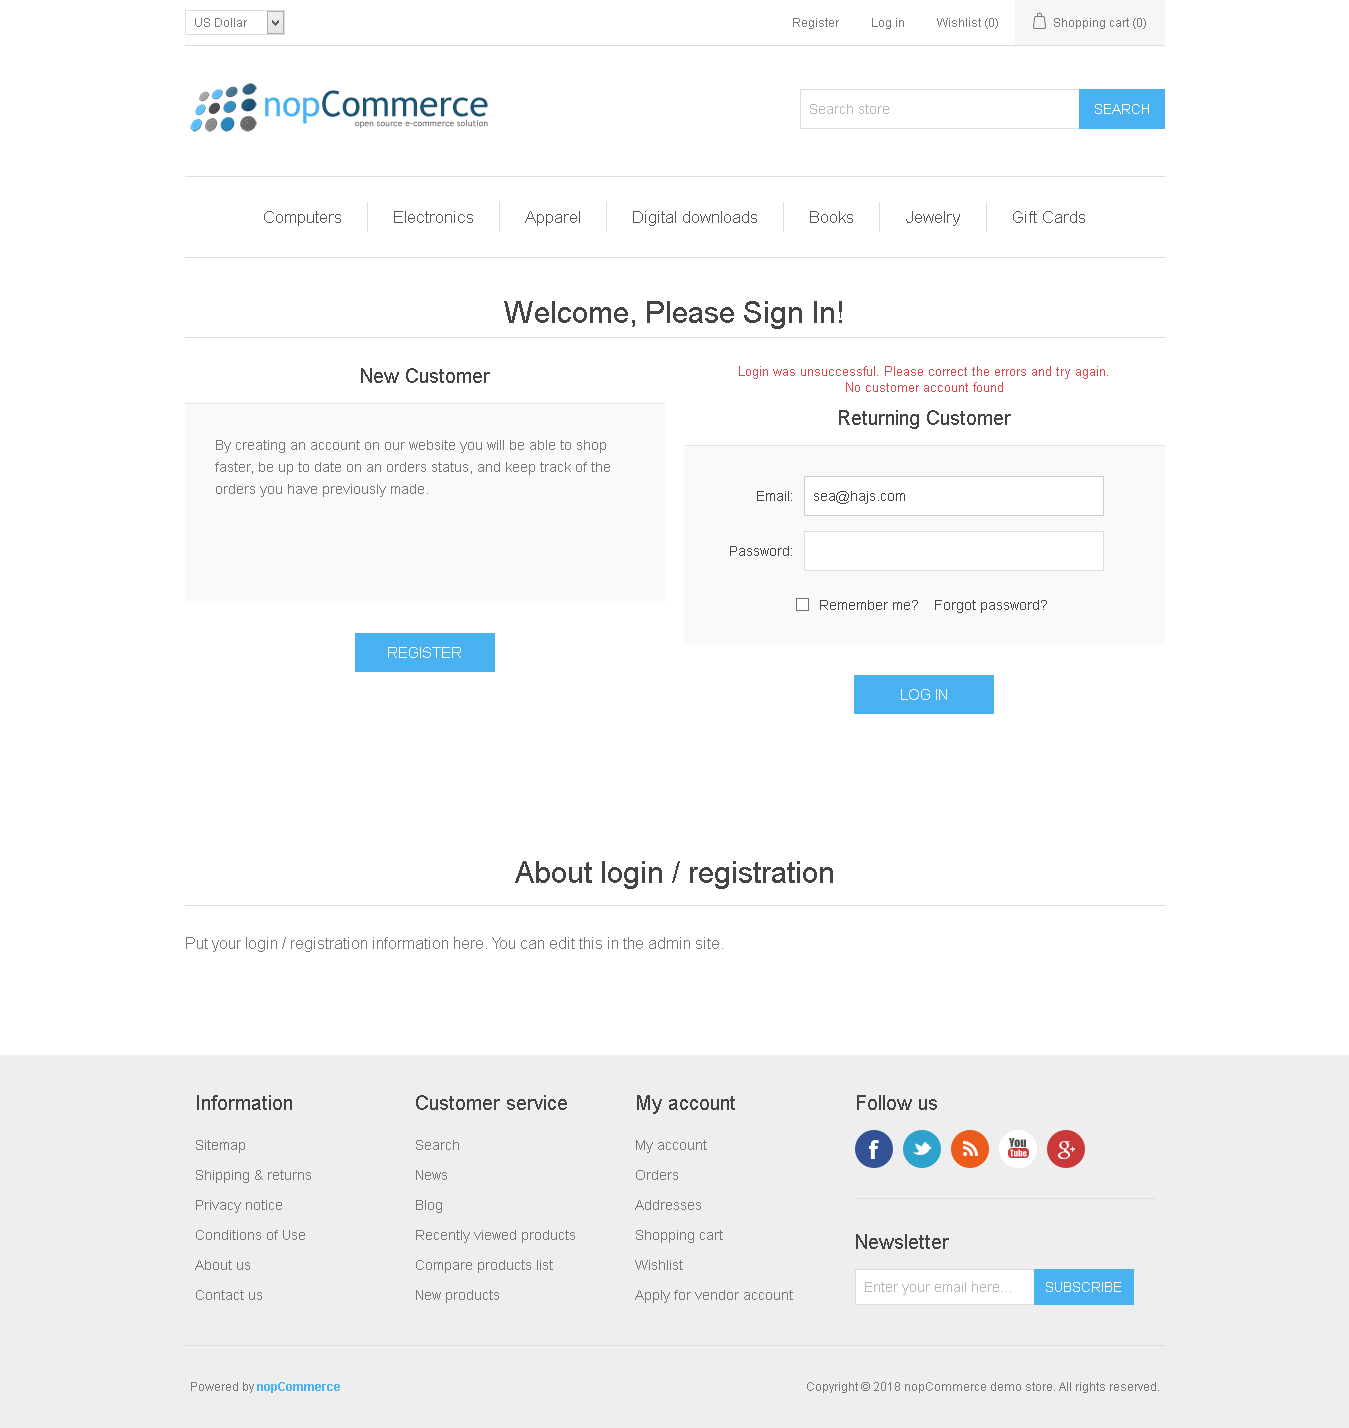 US Dollar
Register Log in Wishlist (0) Shopping cart (0)
nopCommerce
open source e-commerce solution
Search store SEARCH
Computers Electronics Apparel Digital downloads Books Jewelry Gift Cards
Welcome, Please Sign In!
New Customer
By creating an account on our website you will be able to shop
faster, be up to date on an orders status, and keep track of the
orders you have previously made.
REGISTER
Login was unsuccessful. Please correct the errors and try again.
No customer account found
Returning Customer
Email: sea@hajs.com
Password:
Remember me? Forgot password?
LOG IN
About login / registration
Put your login / registration information here. You can edit this in the admin site.
Information
Sitemap
Shipping & returns
Privacy notice
Conditions of Use
About us
Contact us
Customer service
Search
News
Blog
Recently viewed products
Compare products list
New products
My account
My account
Orders
Addresses
Shopping cart
Wishlist
Apply for vendor account
Follow us
f
You
Tube
g+
Newsletter
Enter your email here... SUBSCRIBE
Powered by nopCommerce
Copyright © 2018 nopCommerce demo store. All rights reserved.